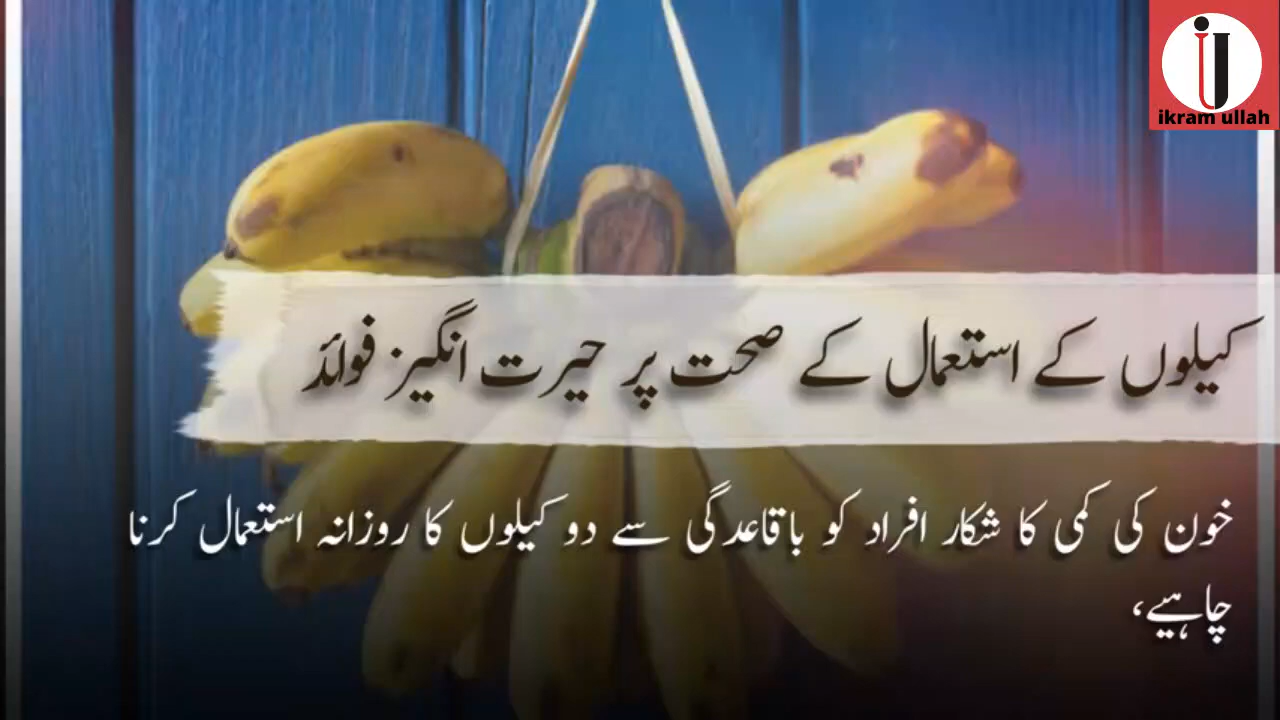 ikram ullah
کیلوں کے استعمال کے صحت پر حیرت انگیز فوائد
خون کی کمی کا شکار افراد کو باقاعدگی سے دو کیلوں کا روزانہ استعمال کرنا
چاہیے،